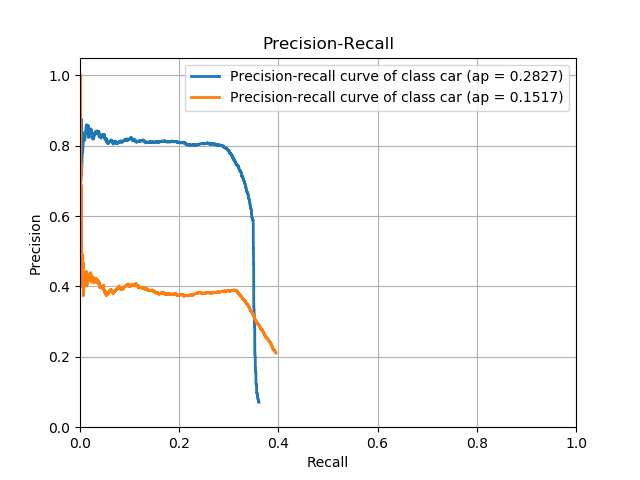 Precision-Recall
Precision-recall curve of class car (ap = 0.2827)
Precision-recall curve of class car (ap = 0.1517)
Precision
1.0
0.8
0.6
0.4
0.2
0.0
0.0 0.2 0.4 0.6 0.8 1.0
Recall